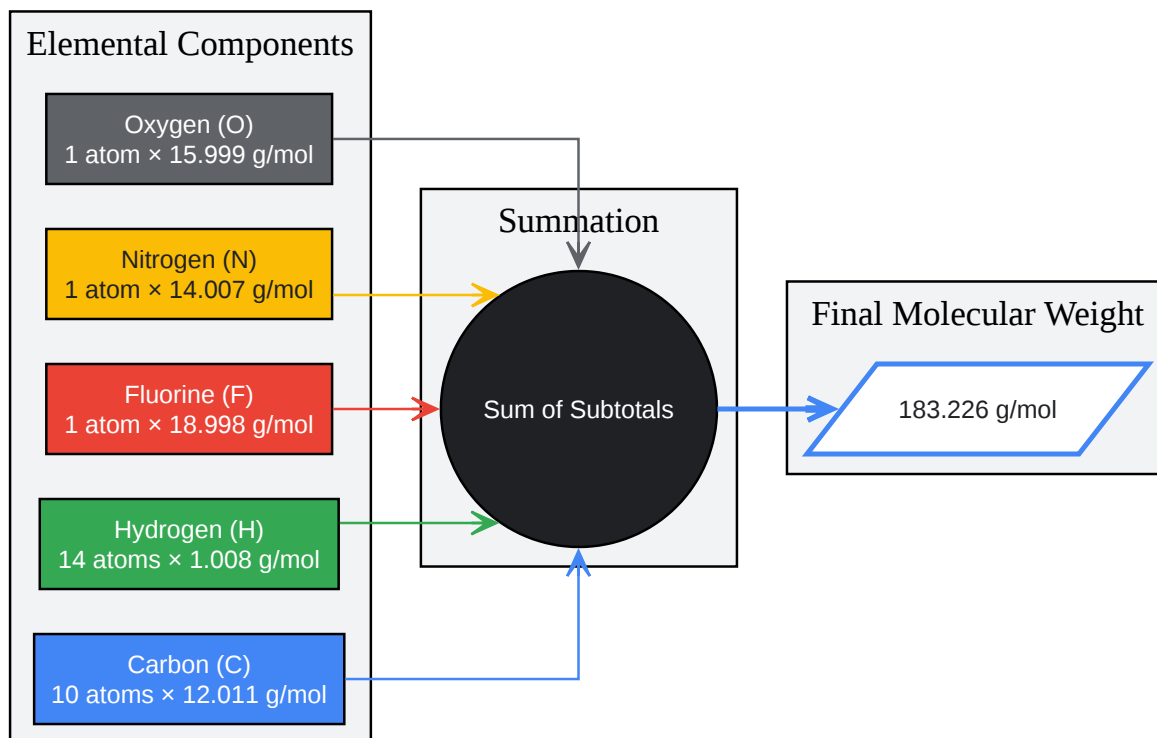 Elemental Components
Oxygen (O)
1 atom × 15.999 g/mol
Nitrogen (N)
1 atom × 14.007 g/mol
Fluorine (F)
1 atom × 18.998 g/mol
Hydrogen (H)
14 atoms × 1.008 g/mol
Carbon (C)
10 atoms × 12.011 g/mol
Summation
Sum of Subtotals
Final Molecular Weight
183.226 g/mol